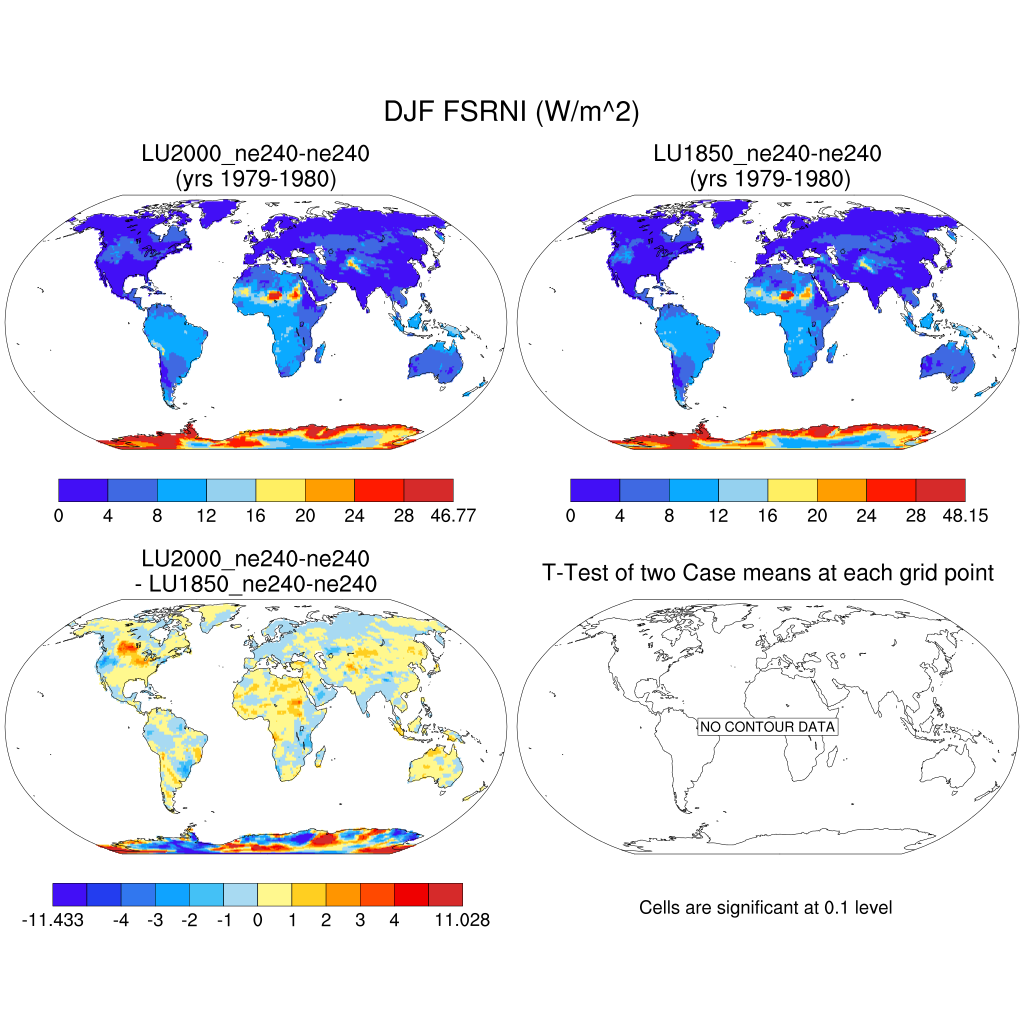 DJF FSRNI (W/m^2)
LU2000_ne240-ne240
(yrs 1979-1980)
LU1850_ne240-ne240
(yrs 1979-1980)
0 4 8 12 16 20 24 28 46.77
0 4 8 12 16 20 24 28 48.15
LU2000_ne240-ne240
- LU1850_ne240-ne240
T-Test of two Case means at each grid point
NO CONTOUR DATA
-11.433 -4 -3 -2 -1 0 1 2 3 4 11.028
Cells are significant at 0.1 level